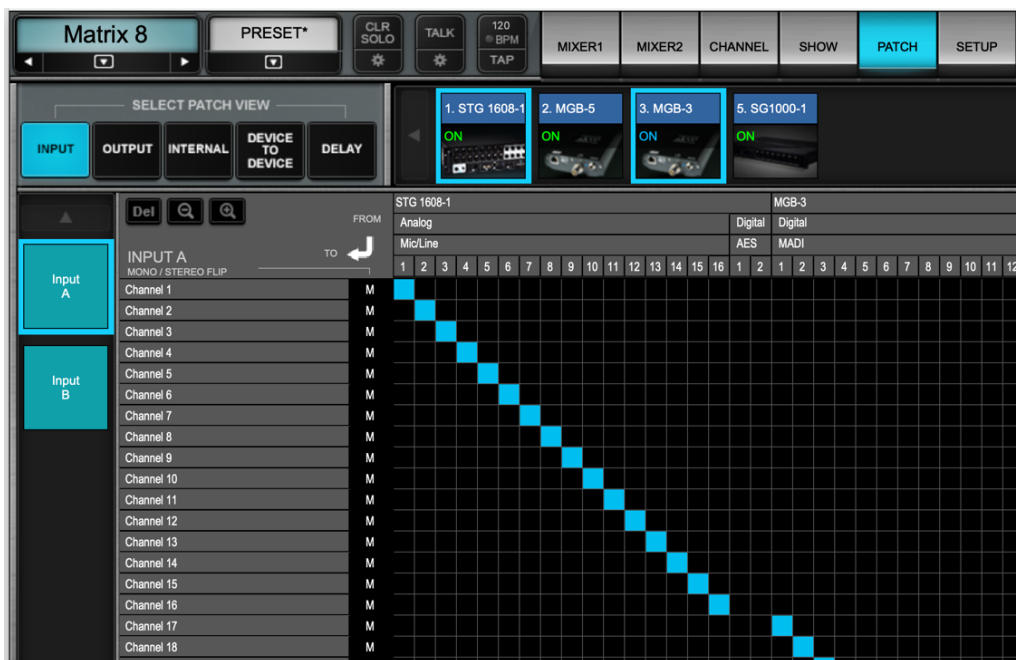 Matrix 8
PRESET*
CLR SOLO
TALK
120 BPM
TAP
MIXER1
MIXER2
CHANNEL
SHOW
PATCH
SETUP
SELECT PATCH VIEW
INPUT
OUTPUT
INTERNAL
DEVICE TO DEVICE
DELAY
1. STG 1608-1
ON
2. MGB-5
ON
3. MGB-3
ON
5. SG1000-1
ON
Del
FROM
TO
INPUT A
MONO / STEREO FLIP
STG 1608-1
MGB-3
Analog
Digital
Digital
Mic/Line
AES
MADI
1 2 3 4 5 6 7 8 9 10 11 12 13 14 15 16 1 2 1 2 3 4 5 6 7 8 9 10 11 12
Input A
Input B
Channel 1 M
Channel 2 M
Channel 3 M
Channel 4 M
Channel 5 M
Channel 6 M
Channel 7 M
Channel 8 M
Channel 9 M
Channel 10 M
Channel 11 M
Channel 12 M
Channel 13 M
Channel 14 M
Channel 15 M
Channel 16 M
Channel 17 M
Channel 18 M